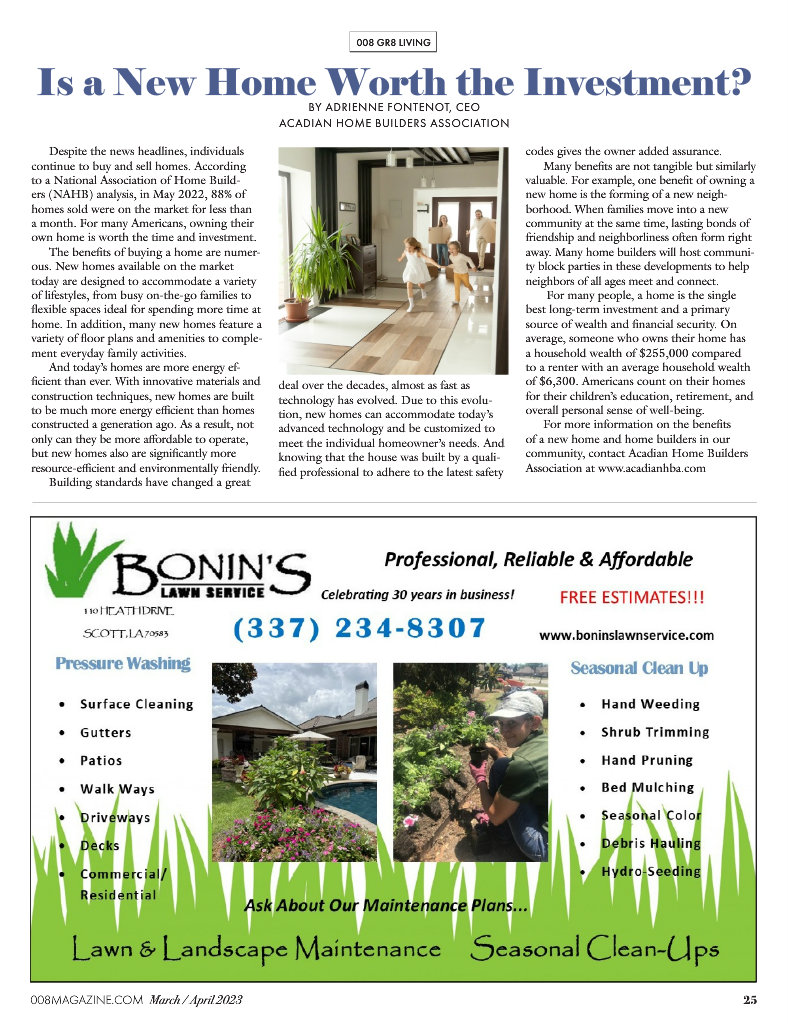 008 GR8 LIVING
Is a New Home Worth the Investment?
BY ADRIENNE FONTENOT, CEO
ACADIAN HOME BUILDERS ASSOCIATION
Despite the news headlines, individuals
continue to buy and sell homes. According
to a National Association of Home Build-
ers (NAHB) analysis, in May 2022, 88% of
homes sold were on the market for less than
a month. For many Americans, owning their
own home is worth the time and investment.
The benefits of buying a home are numer-
ous. New homes available on the market
today are designed to accommodate a variety
of lifestyles, from busy on-the-go families to
flexible spaces ideal for spending more time at
home. In addition, many new homes feature a
variety of floor plans and amenities to comple-
ment everyday family activities.
And today's homes are more energy ef-
ficient than ever. With innovative materials and
construction techniques, new homes are built
to be much more energy efficient than homes
constructed a generation ago. As a result, not
only can they be more affordable to operate,
but new homes also are significantly more
resource-efficient and environmentally friendly.
Building standards have changed a great
deal over the decades, almost as fast as
technology has evolved. Due to this evolu-
tion, new homes can accommodate today's
advanced technology and be customized to
meet the individual homeowner's needs. And
knowing that the house was built by a quali-
fied professional to adhere to the latest safety
codes gives the owner added assurance.
Many benefits are not tangible but similarly
valuable. For example, one benefit of owning a
new home is the forming of a new neigh-
borhood. When families move into a new
community at the same time, lasting bonds of
friendship and neighborliness often form right
away. Many home builders will host communi-
ty block parties in these developments to help
neighbors of all ages meet and connect.
For many people, a home is the single
best long-term investment and a primary
source of wealth and financial security. On
average, someone who owns their home has
a household wealth of $255,000 compared
to a renter with an average household wealth
of $6,300. Americans count on their homes
for their children's education, retirement, and
overall personal sense of well-being.
For more information on the benefits
of a new home and home builders in our
community, contact Acadian Home Builders
Association at www.acadianhba.com
BONIN'S
LAWN SERVICE
110 HEATH DRIVE
SCOTT, LA 70583
Professional, Reliable & Affordable
Celebrating 30 years in business!
FREE ESTIMATES!!!
(337) 234-8307
www.boninslawnservice.com
Pressure Washing
• Surface Cleaning
• Gutters
• Patios
• Walk Ways
• Driveways
• Decks
• Commercial/
Residential
Seasonal Clean Up
• Hand Weeding
• Shrub Trimming
• Hand Pruning
• Bed Mulching
• Seasonal Color
• Debris Hauling
• Hydro-Seeding
Ask About Our Maintenance Plans...
Lawn & Landscape Maintenance Seasonal Clean-Ups
008MAGAZINE.COM March / April 2023
25